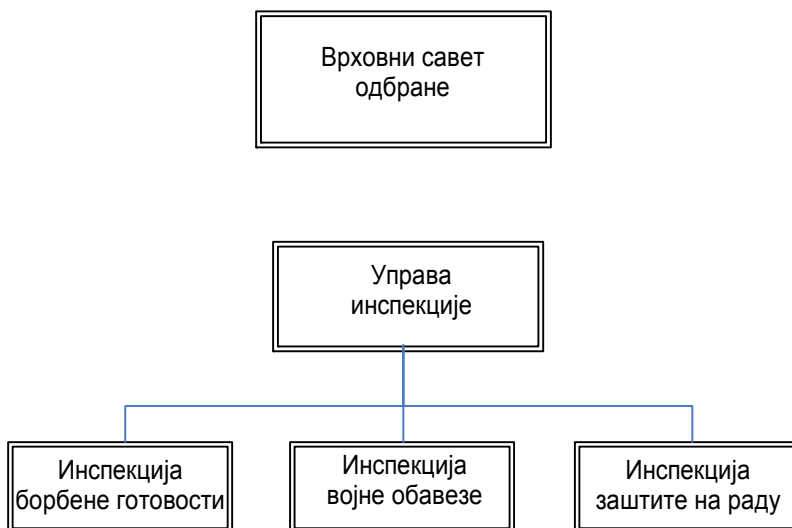 Врховни савет
одбране
Управа
инспекције
Инспекција
борбене готовости
Инспекција
војне обавезе
Инспекција
заштите на раду